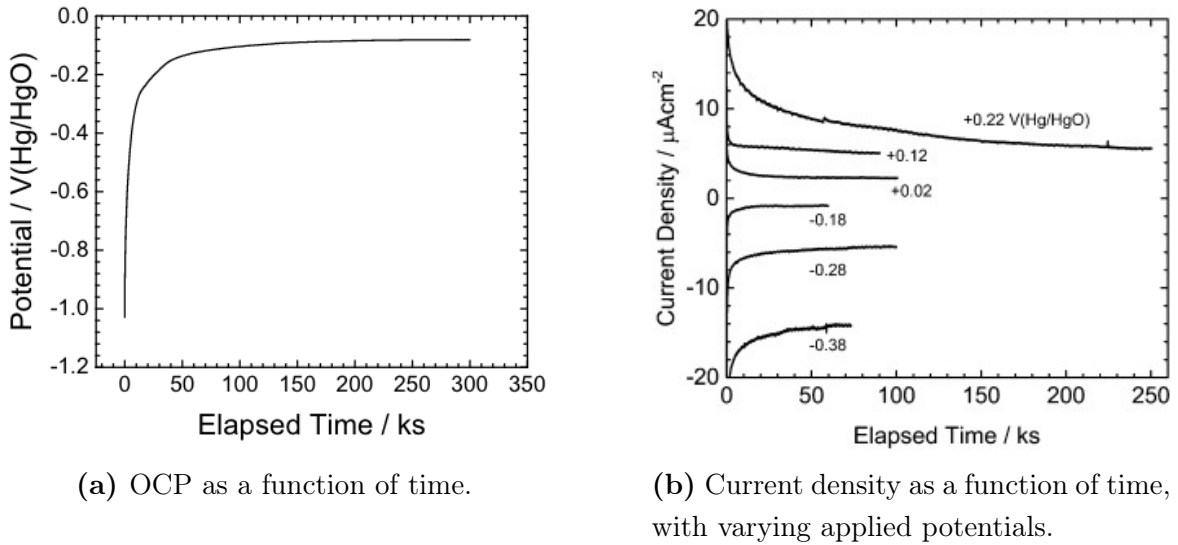 0.0
-0.2
-0.4
-0.6
-0.8
-1.0
-1.2
Potential / V(Hg/HgO)
0 50 100 150 200 250 300 350
Elapsed Time / ks
(a) OCP as a function of time.
20
10
0
-10
-20
Current Density / μAcm-2
+0.22 V(Hg/HgO)
+0.12
+0.02
-0.18
-0.28
-0.38
0 50 100 150 200 250
Elapsed Time / ks
(b) Current density as a function of time,
with varying applied potentials.